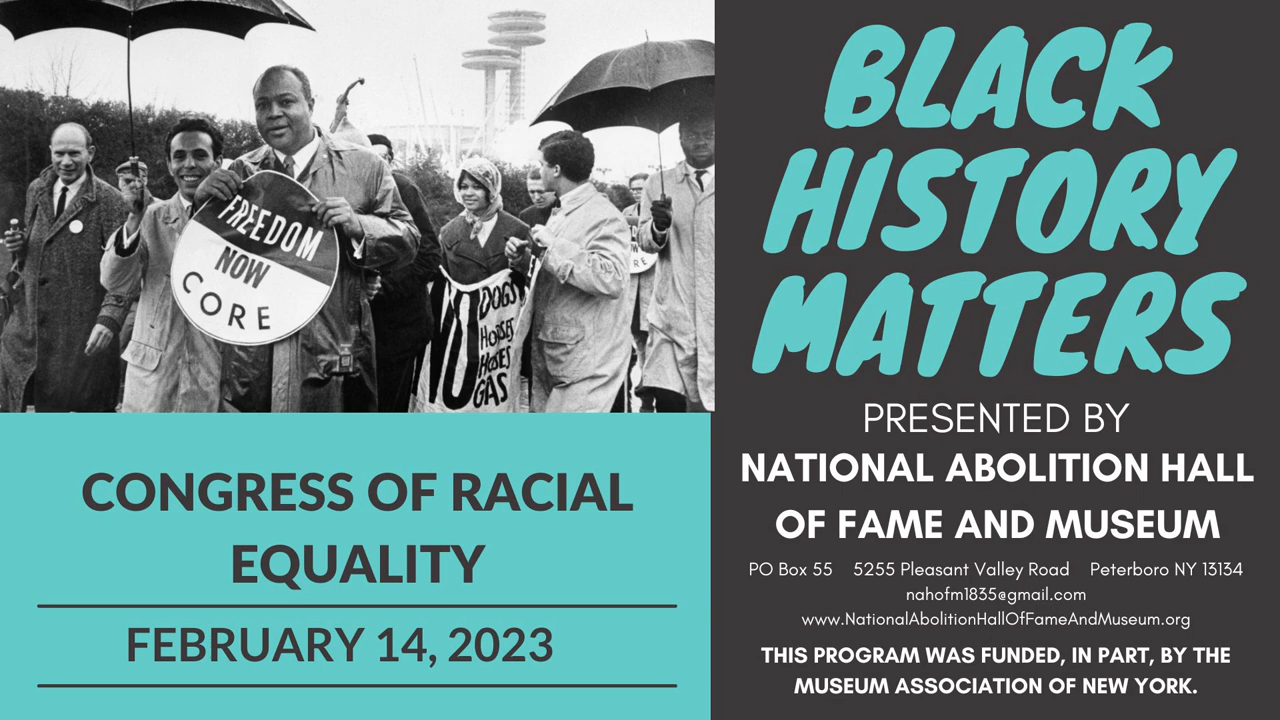 FREEDOM
NOW
CORE
NO DOGS
HORSES
HOSES
GAS
CONGRESS OF RACIAL
EQUALITY
FEBRUARY 14, 2023
BLACK
HISTORY
MATTERS
PRESENTED BY
NATIONAL ABOLITION HALL
OF FAME AND MUSEUM
PO Box 55 5255 Pleasant Valley Road Peterboro NY 13134
nahofm1835@gmail.com
www.NationalAbolitionHallOfFameAndMuseum.org
THIS PROGRAM WAS FUNDED, IN PART, BY THE
MUSEUM ASSOCIATION OF NEW YORK.